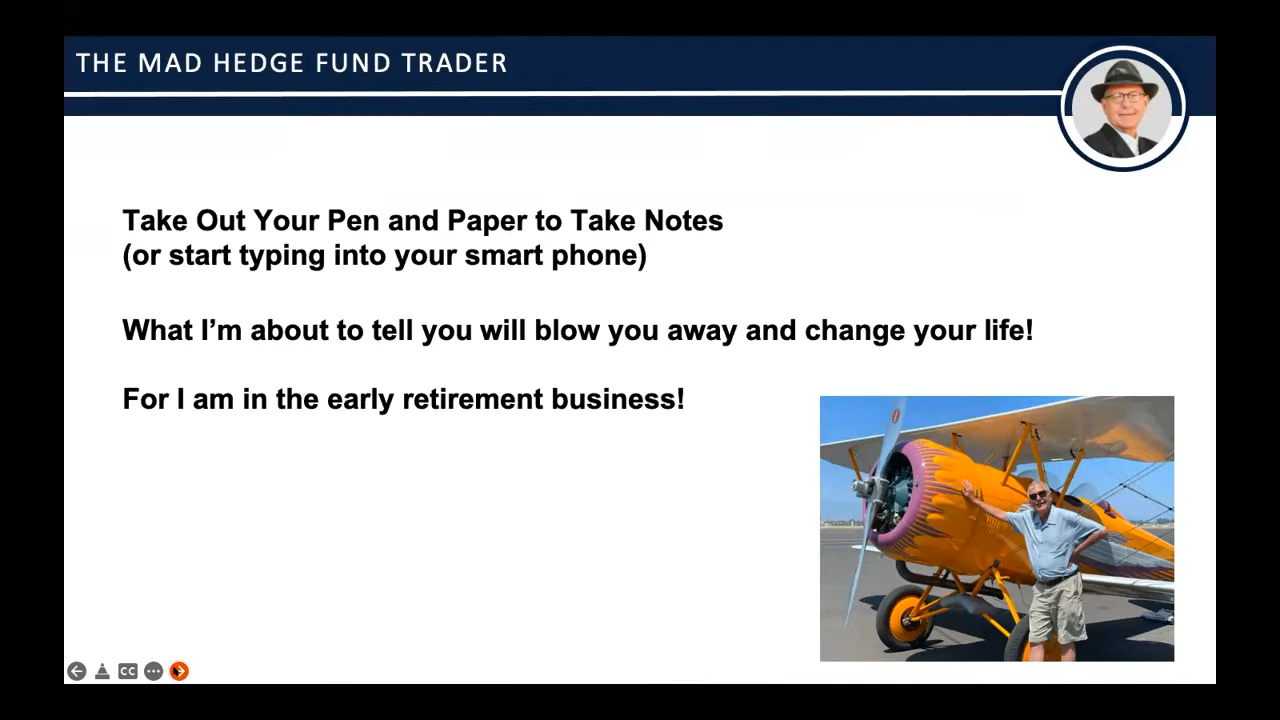 THE MAD HEDGE FUND TRADER
Take Out Your Pen and Paper to Take Notes
(or start typing into your smart phone)
What I’m about to tell you will blow you away and change your life!
For I am in the early retirement business!
CC